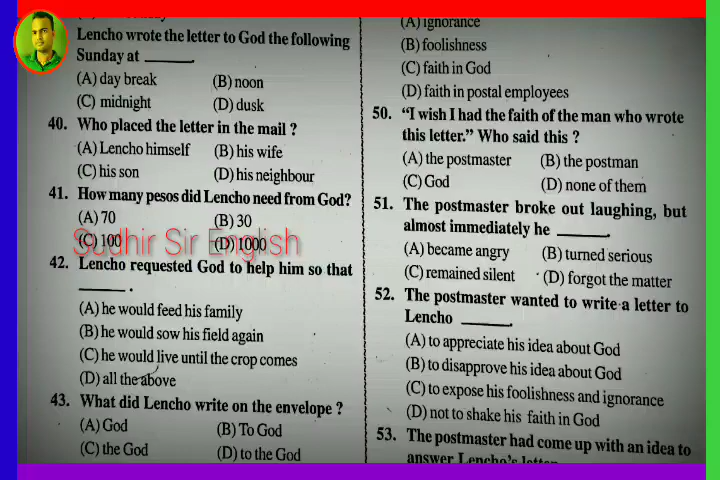 Lencho wrote the letter to God the following
Sunday at ______.
(A) day break (B) noon
(C) midnight (D) dusk
40. Who placed the letter in the mail ?
(A) Lencho himself (B) his wife
(C) his son (D) his neighbour
41. How many pesos did Lencho need from God?
(A) 70 (B) 30
(C) 100 (D) 1000
Sudhir Sir English
42. Lencho requested God to help him so that
______.
(A) he would feed his family
(B) he would sow his field again
(C) he would live until the crop comes
(D) all the above
43. What did Lencho write on the envelope ?
(A) God (B) To God
(C) the God (D) to the God
(A) ignorance
(B) foolishness
(C) faith in God
(D) faith in postal employees
50. “I wish I had the faith of the man who wrote
this letter.” Who said this ?
(A) the postmaster (B) the postman
(C) God (D) none of them
51. The postmaster broke out laughing, but
almost immediately he ______.
(A) became angry (B) turned serious
(C) remained silent (D) forgot the matter
52. The postmaster wanted to write a letter to
Lencho ______.
(A) to appreciate his idea about God
(B) to disapprove his idea about God
(C) to expose his foolishness and ignorance
(D) not to shake his faith in God
53. The postmaster had come up with an idea to
answer Lencho's letter